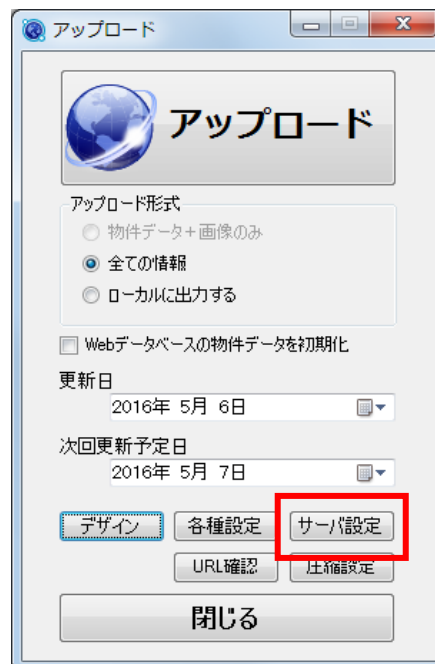 アップロード
アップロード
アップロード形式
物件データ+画像のみ
全ての情報
ローカルに出力する
Webデータベースの物件データを初期化
更新日
2016年 5月 6日
次回更新予定日
2016年 5月 7日
デザイン 各種設定 サーバ設定
URL確認 圧縮設定
閉じる